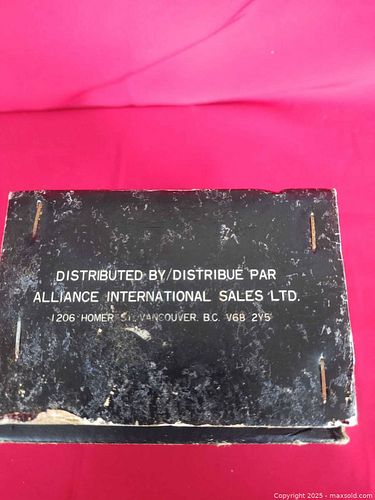 DISTRIBUTED BY/DISTRIBUE PAR
ALLIANCE INTERNATIONAL SALES LTD.
1206 HOMER ST. VANCOUVER, B.C. V6B 2Y5
Copyright 2025 - maxsold.com